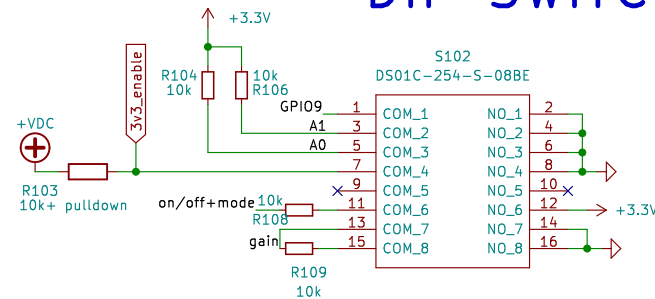 DIP SWITC
+3.3V
S102
DS01C-254-S-08BE
3v3_enable
R104
10k
10k
R106
GPIO9
1 COM_1 NO_1 2
A1 3 COM_2 NO_2 4
A0 5 COM_3 NO_3 6
+VDC
7 COM_4 NO_4 8
9 COM_5 NO_5 10
R103
10k+ pulldown
on/off+mode 10k 11 COM_6 NO_6 12 +3.3V
R108
13 COM_7 NO_7 14
gain 15 COM_8 NO_8 16
R109
10k